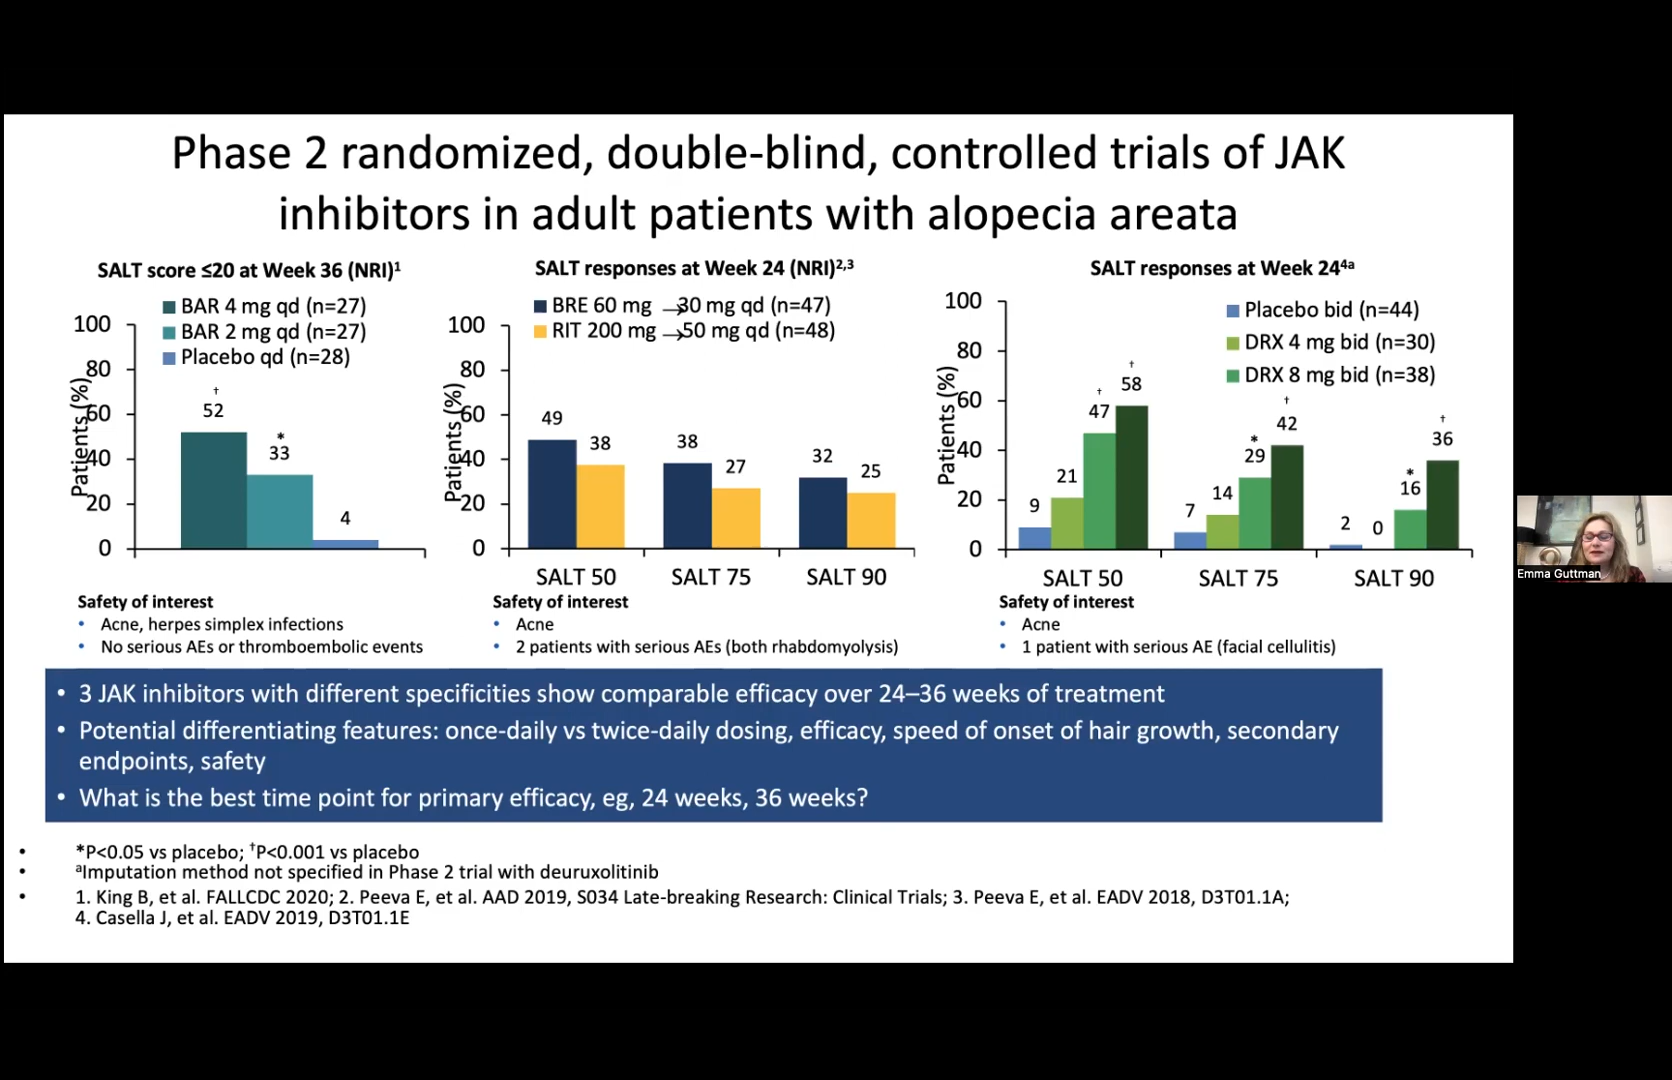 Phase 2 randomized, double-blind, controlled trials of JAK
inhibitors in adult patients with alopecia areata
SALT score ≤20 at Week 36 (NRI)¹
BAR 4 mg qd (n=27)
BAR 2 mg qd (n=27)
Placebo qd (n=28)
Patients (%)
100
80
60
40
20
0
†
52
*
33
4
Safety of interest
• Acne, herpes simplex infections
• No serious AEs or thromboembolic events
SALT responses at Week 24 (NRI)²,³
BRE 60 mg →30 mg qd (n=47)
RIT 200 mg →50 mg qd (n=48)
Patients (%)
100
80
60
40
20
0
49
38
38
27
32
25
SALT 50
SALT 75
SALT 90
Safety of interest
• Acne
• 2 patients with serious AEs (both rhabdomyolysis)
SALT responses at Week 24⁴ᵃ
Placebo bid (n=44)
DRX 4 mg bid (n=30)
DRX 8 mg bid (n=38)
Patients (%)
100
80
60
40
20
0
9
21
†
47
†
58
7
14
*
29
†
42
2
0
*
16
†
36
SALT 50
SALT 75
SALT 90
Safety of interest
• Acne
• 1 patient with serious AE (facial cellulitis)
• 3 JAK inhibitors with different specificities show comparable efficacy over 24–36 weeks of treatment
• Potential differentiating features: once-daily vs twice-daily dosing, efficacy, speed of onset of hair growth, secondary
endpoints, safety
• What is the best time point for primary efficacy, eg, 24 weeks, 36 weeks?
• *P<0.05 vs placebo; †P<0.001 vs placebo
• ᵃImputation method not specified in Phase 2 trial with deuruxolitinib
• 1. King B, et al. FALLCDC 2020; 2. Peeva E, et al. AAD 2019, S034 Late-breaking Research: Clinical Trials; 3. Peeva E, et al. EADV 2018, D3T01.1A;
4. Casella J, et al. EADV 2019, D3T01.1E
Emma Guttman